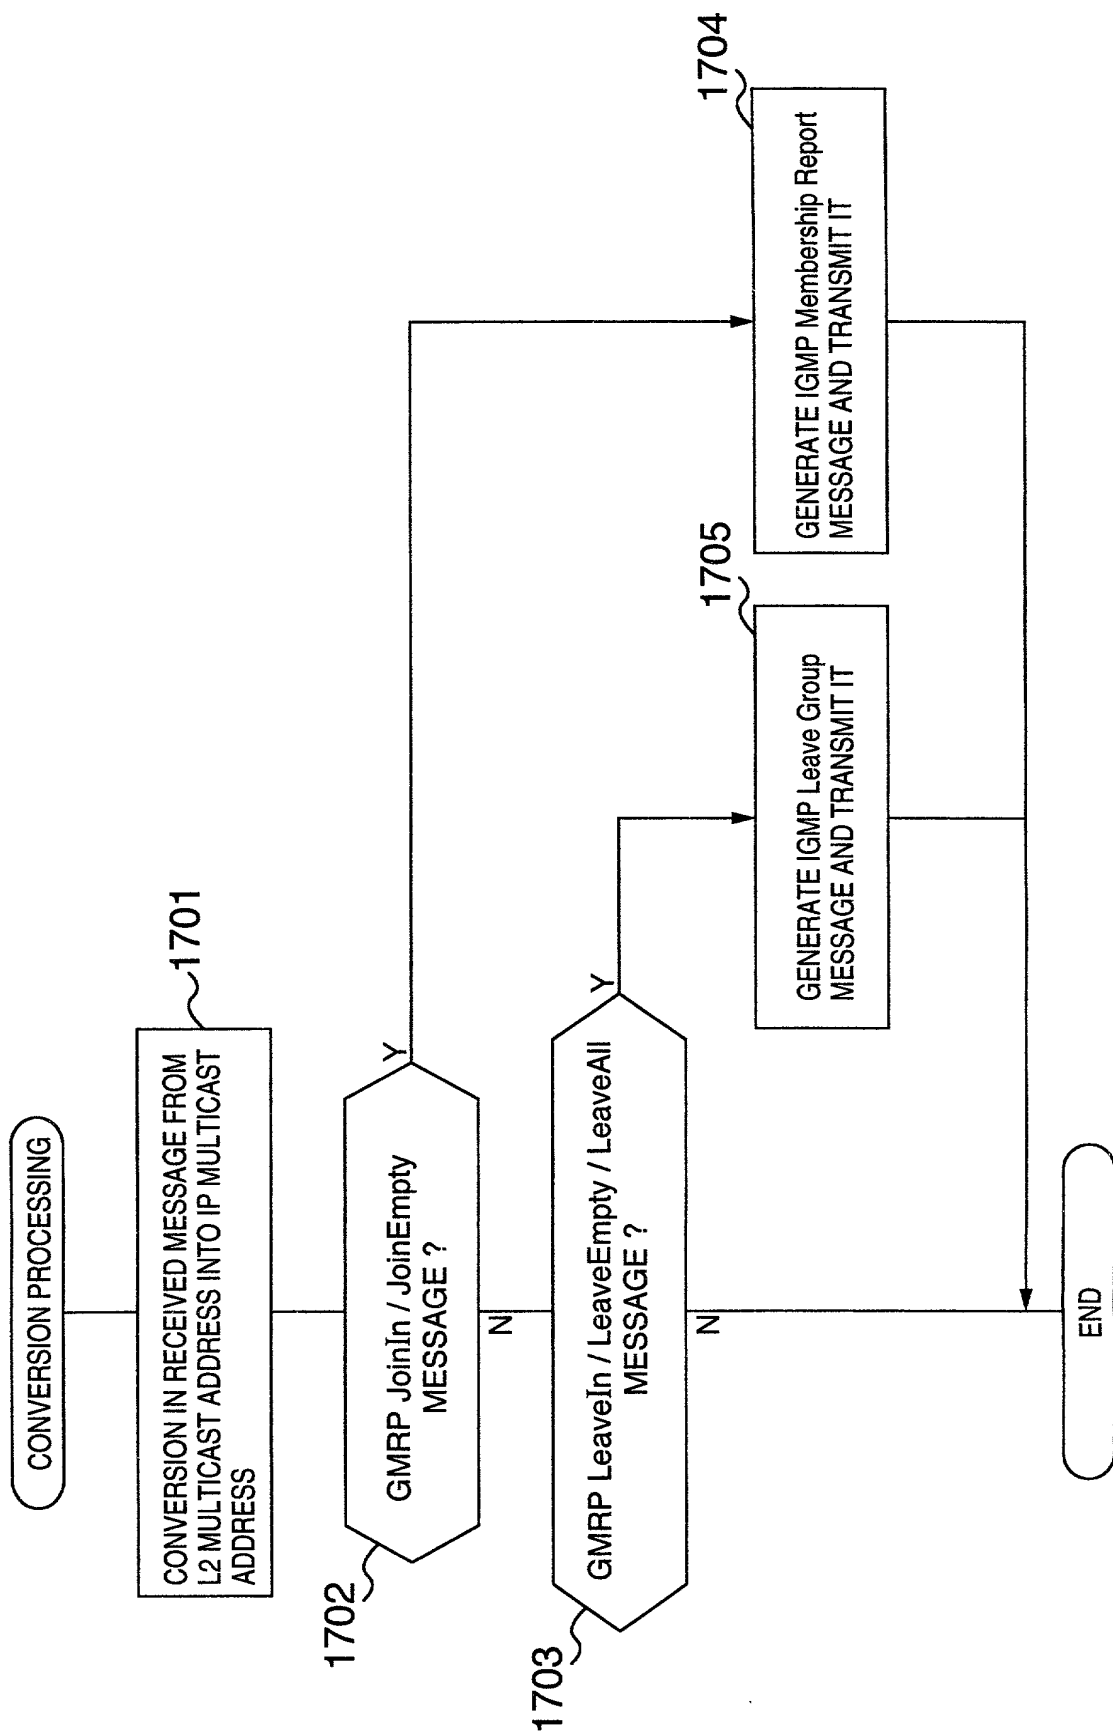 CONVERSION PROCESSING
1701
CONVERSION IN RECEIVED MESSAGE FROM
L2 MULTICAST ADDRESS INTO IP MULTICAST
ADDRESS
1702
GMRP JoinIn / JoinEmpty
MESSAGE ?
Y
N
1703
GMRP LeaveIn / LeaveEmpty / LeaveAll
MESSAGE ?
Y
N
1705
GENERATE IGMP Leave Group
MESSAGE AND TRANSMIT IT
1704
GENERATE IGMP Membership Report
MESSAGE AND TRANSMIT IT
END